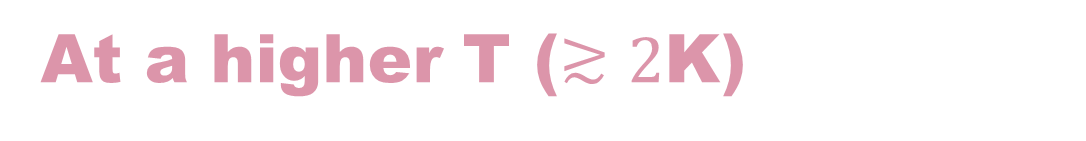 At a higher T (≳ 2K)